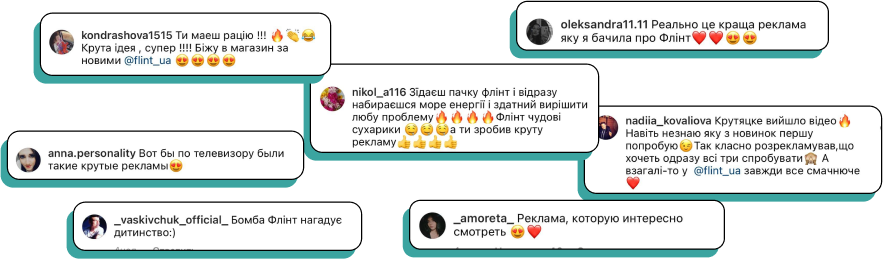 kondrashova1515 Ти маеш рацію !!! 🔥👏😂
Крута ідея , супер !!!! Біжу в магазин за
новими @flint_ua 😍😍😍😍
oleksandra11.11 Реально це краща реклама
яку я бачила про Флінт❤️❤️😍😍
nikol_a116 Зїдаєш пачку флінт і відразу
набираєшся море енергії і здатний вирішити
любу проблему🔥🔥🔥🔥Флінт чудові
сухарики😋😋😋а ти зробив круту
рекламу👍👍👍👍
nadiia_kovaliova Крутяцке вийшло відео🔥
Навіть незнаю яку з новинок першу
попробую😏Так класно розрекламував,що
хочеть одразу всі три спробувати🙈 А
взагалі-то у @flint_ua завжди все смачнюче
❤️
anna.personality Вот бы по телевизору были
такие крутые рекламы😍
_vaskivchuk_official_ Бомба Флінт нагадує
дитинство:)
_amoreta_ Реклама, которую интересно
смотреть 😍❤️